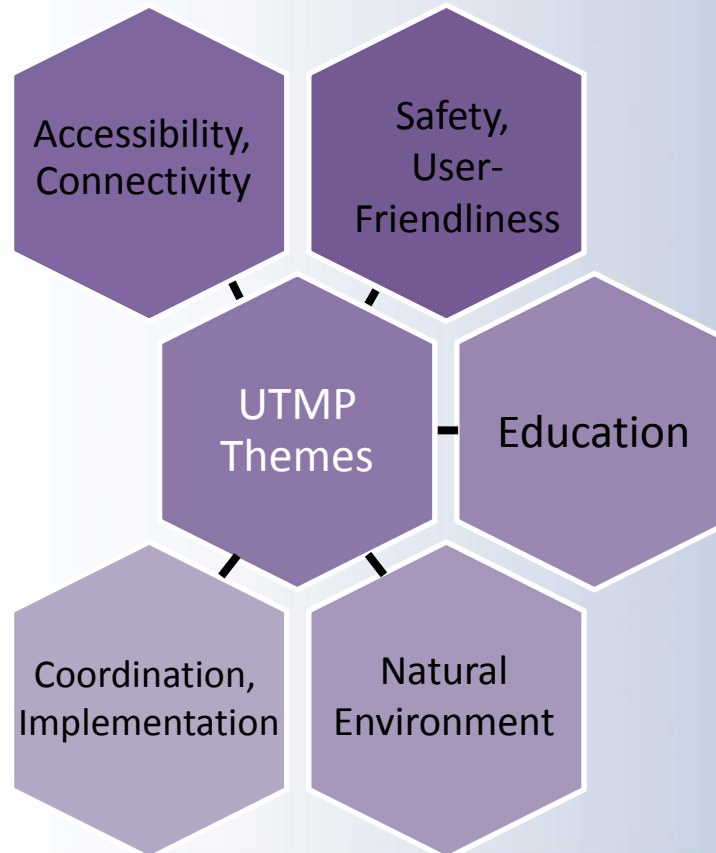 Accessibility,
Connectivity
Safety,
User-
Friendliness
UTMP
Themes
Education
Coordination,
Implementation
Natural
Environment